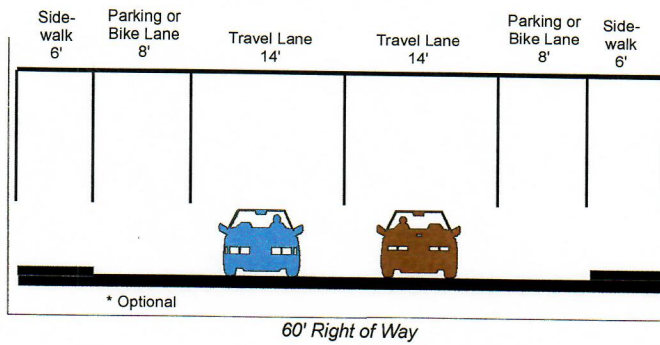 Side-
walk
6'
Parking or
Bike Lane
8'
Travel Lane
14'
Travel Lane
14'
Parking or
Bike Lane
8'
Side-
walk
6'
* Optional
60' Right of Way